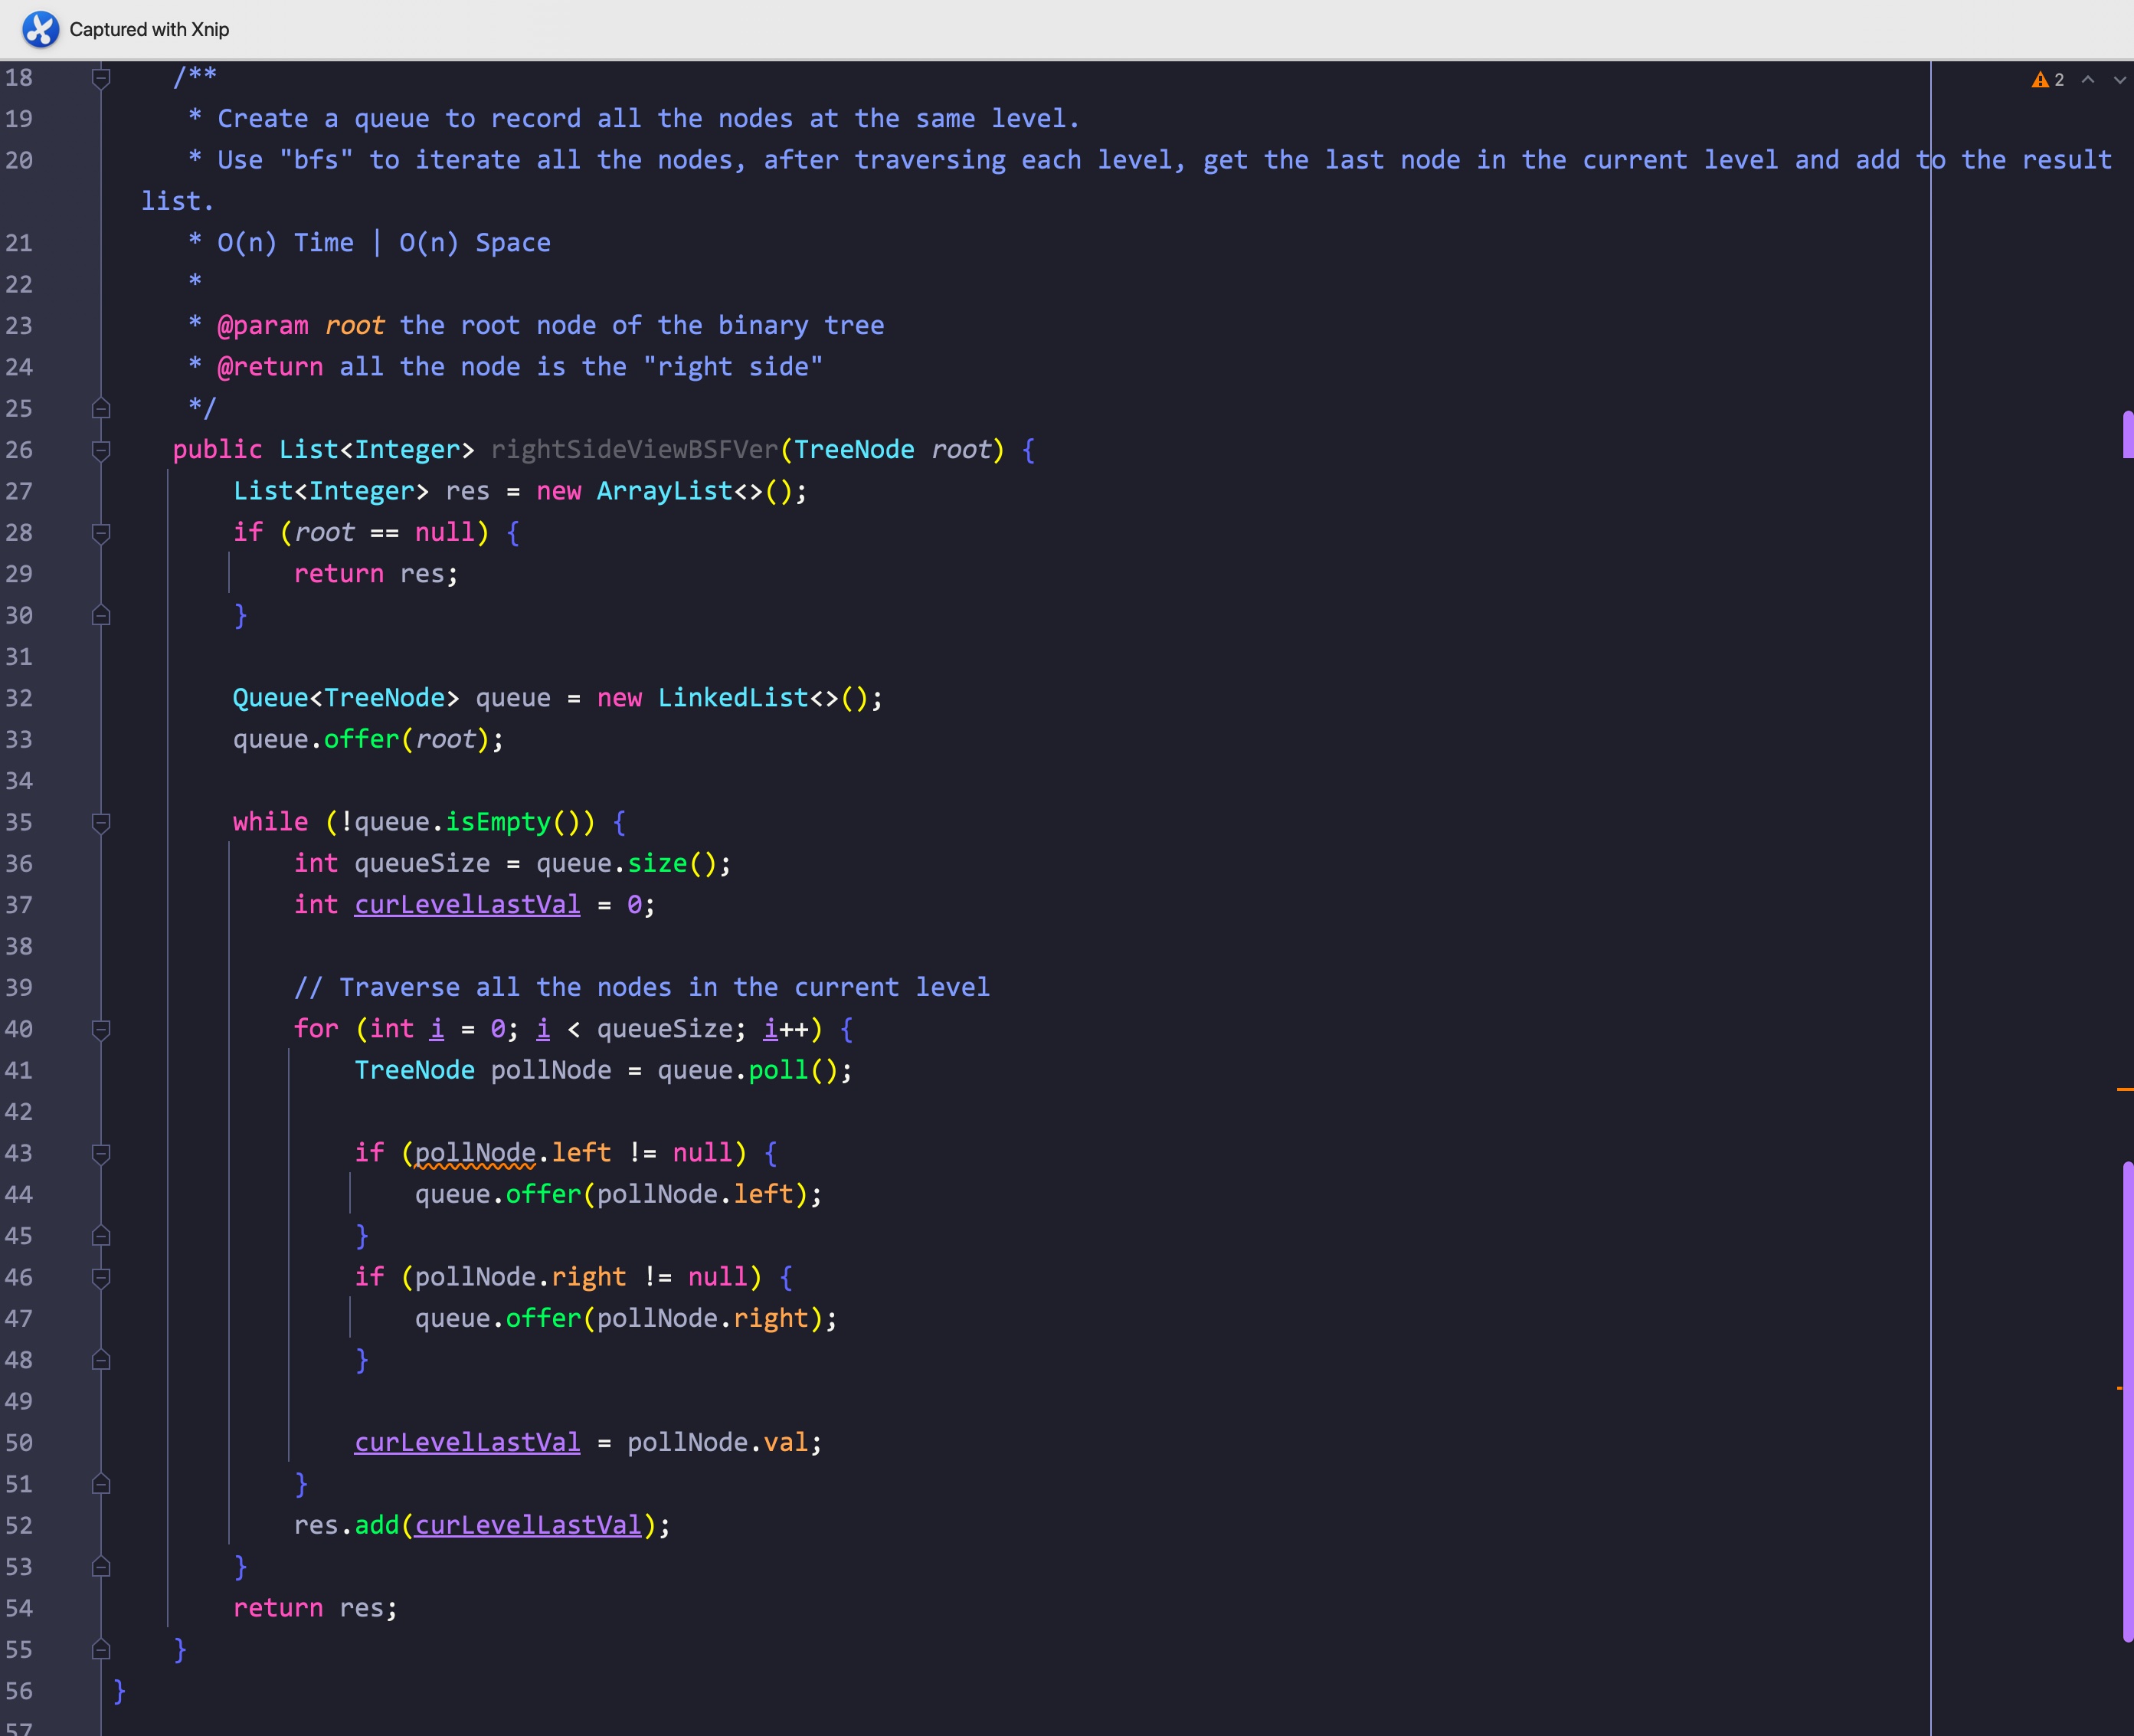 Captured with Xnip
2
18 /**
19 * Create a queue to record all the nodes at the same level.
20 * Use "bfs" to iterate all the nodes, after traversing each level, get the last node in the current level and add to the result
list.
21 * O(n) Time | O(n) Space
22 *
23 * @param root the root node of the binary tree
24 * @return all the node is the "right side"
25 */
26 public List<Integer> rightSideViewBSFVer(TreeNode root) {
27 List<Integer> res = new ArrayList<>();
28 if (root == null) {
29 return res;
30 }
31
32 Queue<TreeNode> queue = new LinkedList<>();
33 queue.offer(root);
34
35 while (!queue.isEmpty()) {
36 int queueSize = queue.size();
37 int curLevelLastVal = 0;
38
39 // Traverse all the nodes in the current level
40 for (int i = 0; i < queueSize; i++) {
41 TreeNode pollNode = queue.poll();
42
43 if (pollNode.left != null) {
44 queue.offer(pollNode.left);
45 }
46 if (pollNode.right != null) {
47 queue.offer(pollNode.right);
48 }
49
50 curLevelLastVal = pollNode.val;
51 }
52 res.add(curLevelLastVal);
53 }
54 return res;
55 }
56 }
57